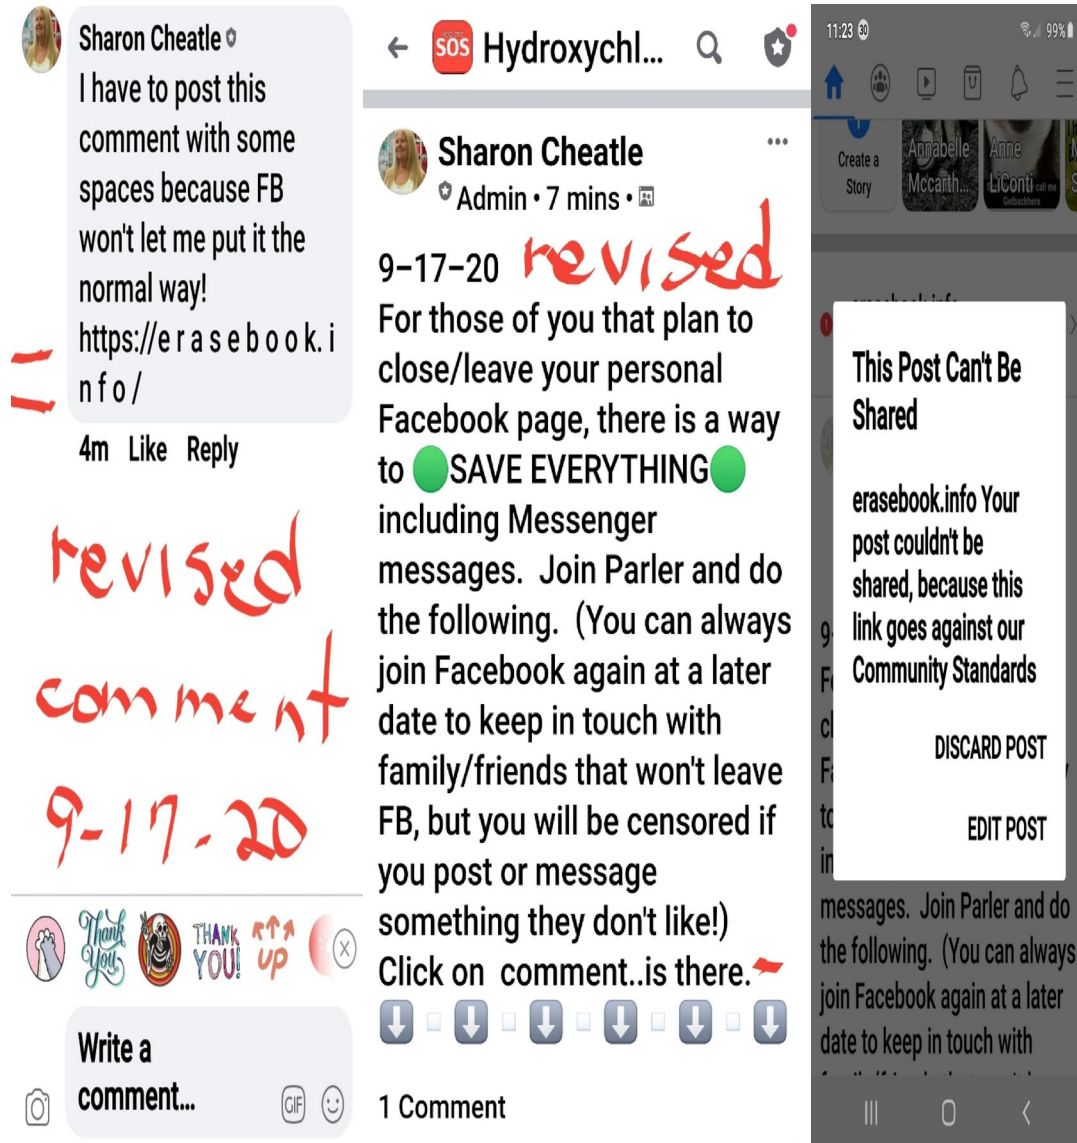 Sharon Cheatle
I have to post this
comment with some
spaces because FB
won't let me put it the
normal way!
https://e r a s e b o o k. i
n f o /
4m Like Reply
revised
comment
9-17-20
Thank
You
THANK
YOU!
UP
Write a
comment...
GIF
SOS Hydroxychl...
Sharon Cheatle
Admin • 7 mins •
9-17-20 revised
For those of you that plan to
close/leave your personal
Facebook page, there is a way
to 🟢SAVE EVERYTHING🟢
including Messenger
messages.  Join Parler and do
the following.  (You can always
join Facebook again at a later
date to keep in touch with
family/friends that won't leave
FB, but you will be censored if
you post or message
something they don't like!)
Click on  comment..is there.
1 Comment
11:23 30 99%
Create a
Story
Annabelle
Mccarth...
Anne
LiConti
call me
Getbackhere
This Post Can't Be
Shared
erasebook.info Your
post couldn't be
shared, because this
link goes against our
Community Standards
DISCARD POST
EDIT POST
messages.  Join Parler and do
the following.  (You can always
join Facebook again at a later
date to keep in touch with